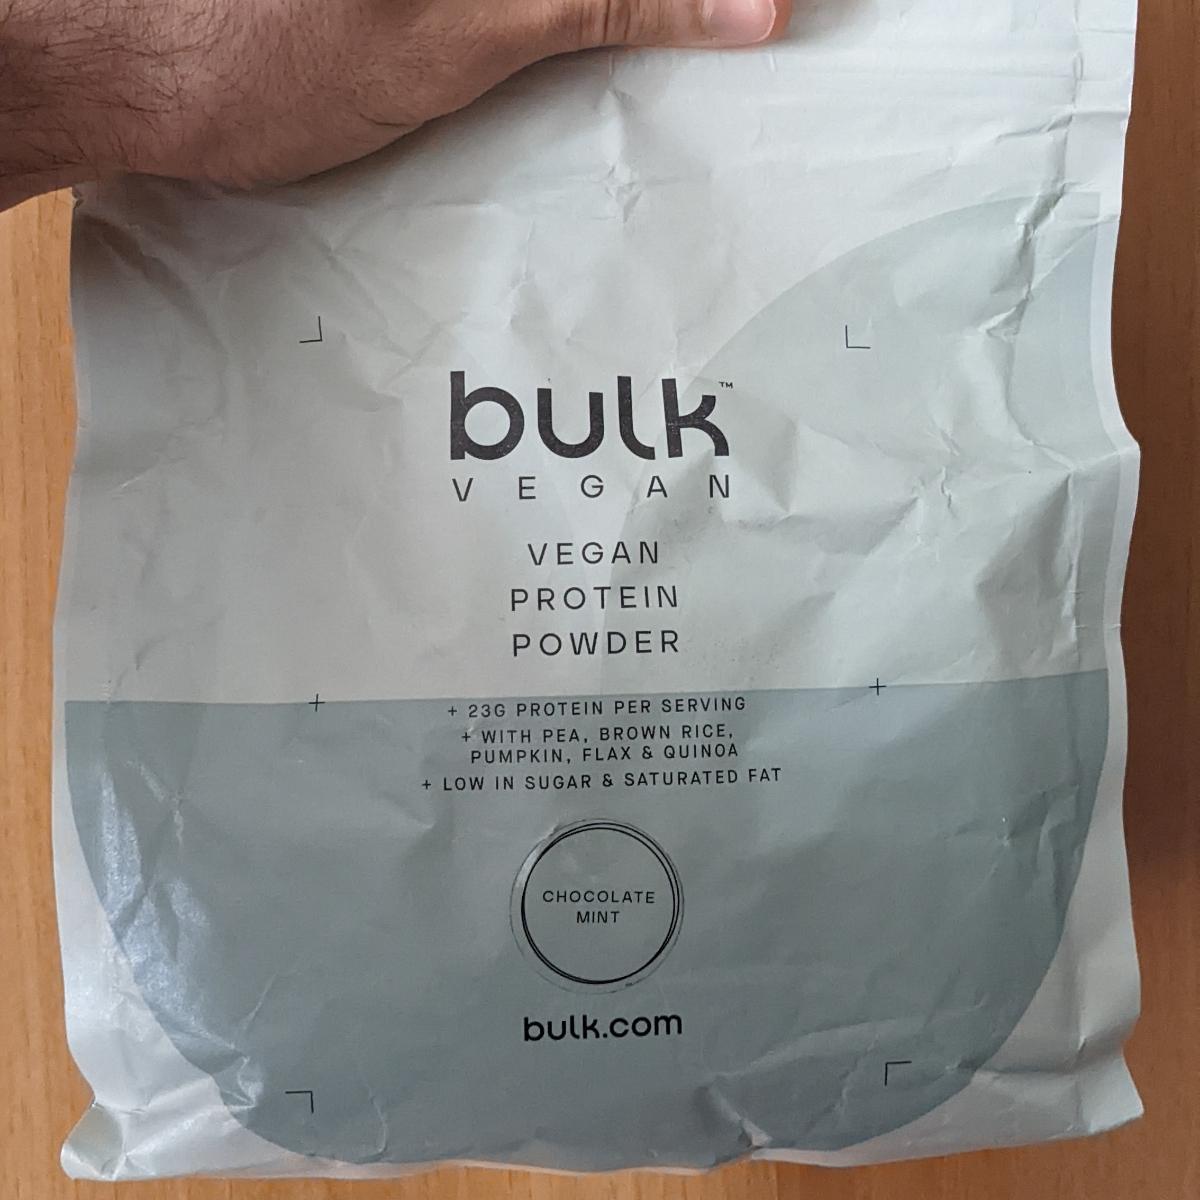 bulk™
VEGAN
VEGAN
PROTEIN
POWDER
+ 23G PROTEIN PER SERVING
+ WITH PEA, BROWN RICE,
PUMPKIN, FLAX & QUINOA
+ LOW IN SUGAR & SATURATED FAT
CHOCOLATE
MINT
bulk.com